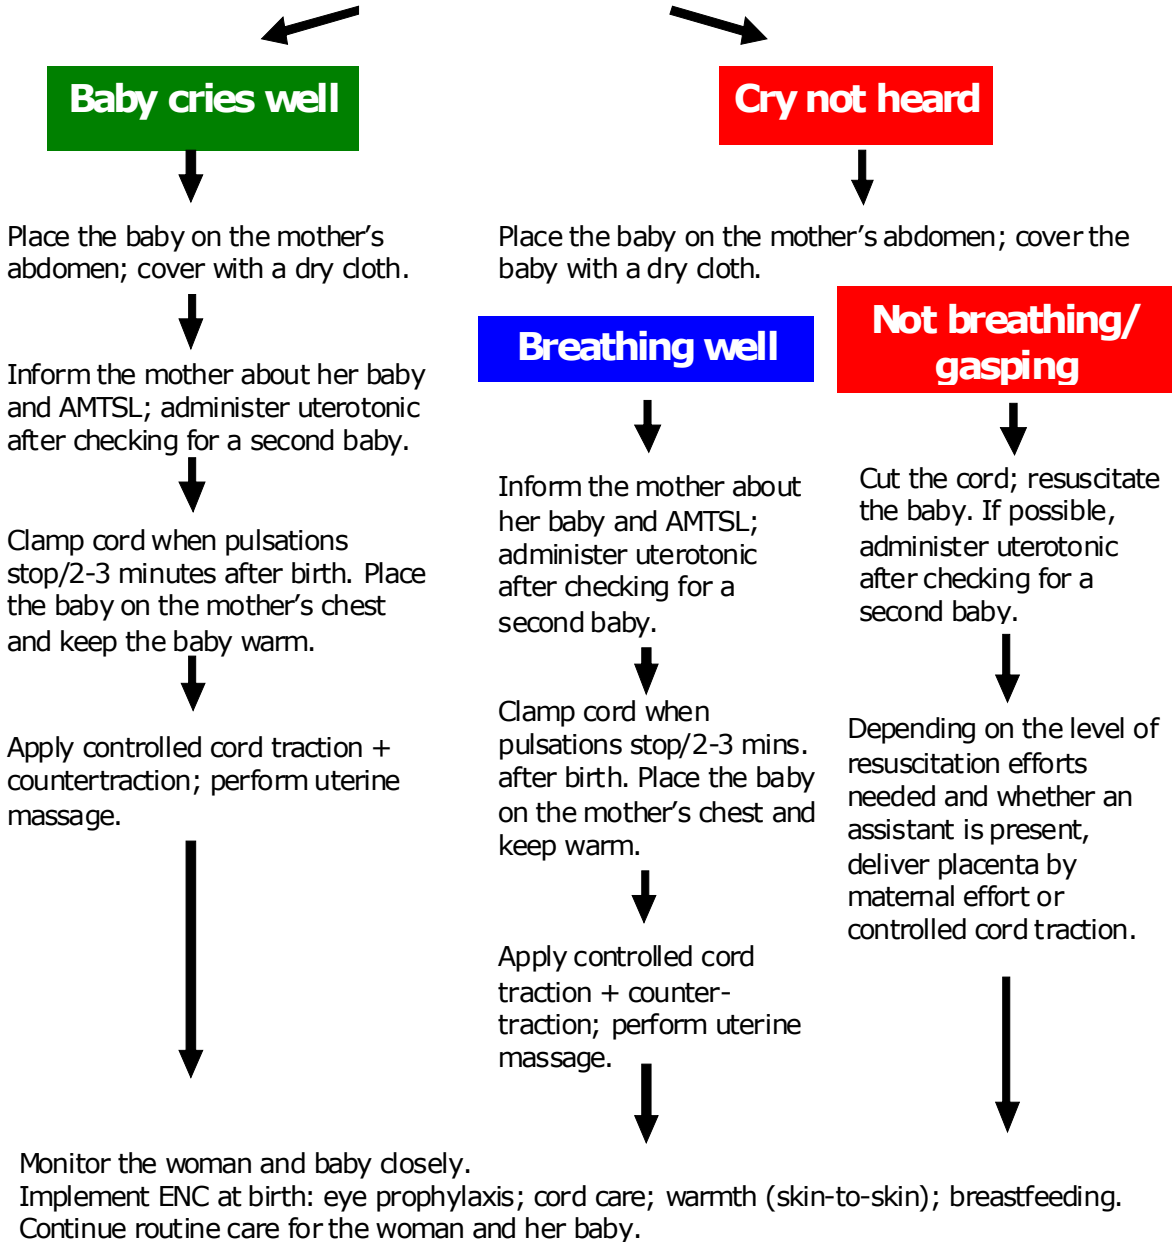 Baby cries well
Place the baby on the mother's
abdomen; cover with a dry cloth.
Inform the mother about her baby
and AMTSL; administer uterotonic
after checking for a second baby.
Clamp cord when pulsations
stop/2-3 minutes after birth. Place
the baby on the mother's chest
and keep the baby warm.
Apply controlled cord traction +
countertraction; perform uterine
massage.
Cry not heard
Place the baby on the mother's abdomen; cover the
baby with a dry cloth.
Breathing well
Inform the mother about
her baby and AMTSL;
administer uterotonic
after checking for a
second baby.
Clamp cord when
pulsations stop/2-3 mins.
after birth. Place the baby
on the mother's chest and
keep warm.
Apply controlled cord
traction + counter-
traction; perform uterine
massage.
Not breathing/
gasping
Cut the cord; resuscitate
the baby. If possible,
administer uterotonic
after checking for a
second baby.
Depending on the level of
resuscitation efforts
needed and whether an
assistant is present,
deliver placenta by
maternal effort or
controlled cord traction.
Monitor the woman and baby closely.
Implement ENC at birth: eye prophylaxis; cord care; warmth (skin-to-skin); breastfeeding.
Continue routine care for the woman and her baby.